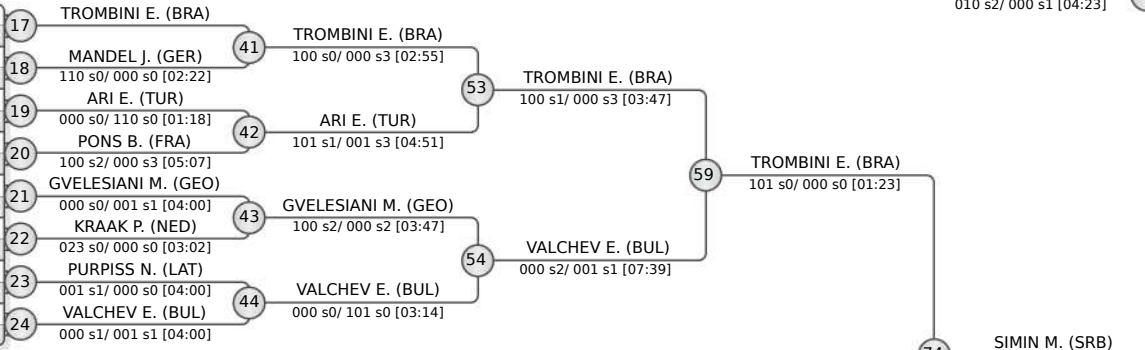 010 s2/ 000 s1 [04:23]
17
TROMBINI E. (BRA)
18
MANDEL J. (GER)
110 s0/ 000 s0 [02:22]
41
TROMBINI E. (BRA)
100 s0/ 000 s3 [02:55]
19
ARI E. (TUR)
000 s0/ 110 s0 [01:18]
20
PONS B. (FRA)
100 s2/ 000 s3 [05:07]
42
ARI E. (TUR)
101 s1/ 001 s3 [04:51]
53
TROMBINI E. (BRA)
100 s1/ 000 s3 [03:47]
21
GVELESIANI M. (GEO)
000 s0/ 001 s1 [04:00]
22
KRAAK P. (NED)
023 s0/ 000 s0 [03:02]
43
GVELESIANI M. (GEO)
100 s2/ 000 s2 [03:47]
23
PURPISS N. (LAT)
001 s1/ 000 s0 [04:00]
24
VALCHEV E. (BUL)
000 s1/ 001 s1 [04:00]
44
VALCHEV E. (BUL)
000 s0/ 101 s0 [03:14]
54
VALCHEV E. (BUL)
000 s2/ 001 s1 [07:39]
59
TROMBINI E. (BRA)
101 s0/ 000 s0 [01:23]
SIMIN M. (SRB)